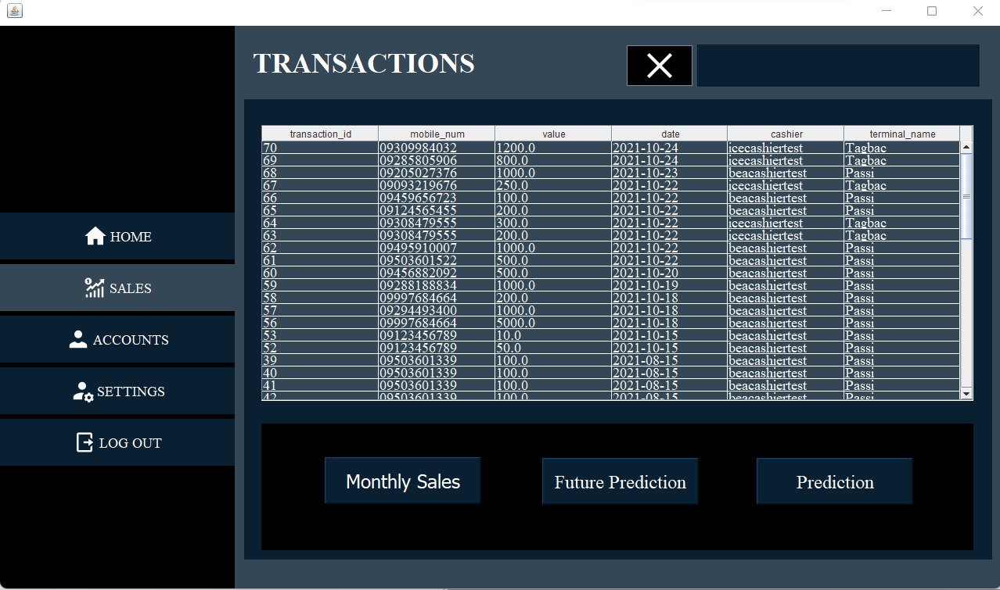 TRANSACTIONS
transaction_id mobile_num value date cashier terminal_name
70 09309984032 1200.0 2021-10-24 icecashiertest Tagbac
69 09285805906 800.0 2021-10-24 icecashiertest Tagbac
68 09205027376 1000.0 2021-10-23 beacashiertest Passi
67 09093219676 250.0 2021-10-22 icecashiertest Tagbac
66 09459656723 100.0 2021-10-22 beacashiertest Passi
65 09124565455 200.0 2021-10-22 beacashiertest Passi
64 09308479555 300.0 2021-10-22 icecashiertest Tagbac
63 09308479555 200.0 2021-10-22 icecashiertest Tagbac
62 09495910007 1000.0 2021-10-22 beacashiertest Passi
61 09503601522 500.0 2021-10-22 beacashiertest Passi
60 09456882092 500.0 2021-10-20 beacashiertest Passi
59 09288188834 1000.0 2021-10-19 beacashiertest Passi
58 09997684664 200.0 2021-10-18 beacashiertest Passi
57 09294493400 1000.0 2021-10-18 beacashiertest Passi
56 09997684664 5000.0 2021-10-18 beacashiertest Passi
53 09123456789 10.0 2021-10-15 beacashiertest Passi
52 09123456789 50.0 2021-10-15 beacashiertest Passi
39 09503601339 100.0 2021-08-15 beacashiertest Passi
40 09503601339 100.0 2021-08-15 beacashiertest Passi
41 09503601339 100.0 2021-08-15 beacashiertest Passi
42 09503601339 100.0 2021-08-15 beacashiertest Passi
HOME
SALES
ACCOUNTS
SETTINGS
LOG OUT
Monthly Sales
Future Prediction
Prediction